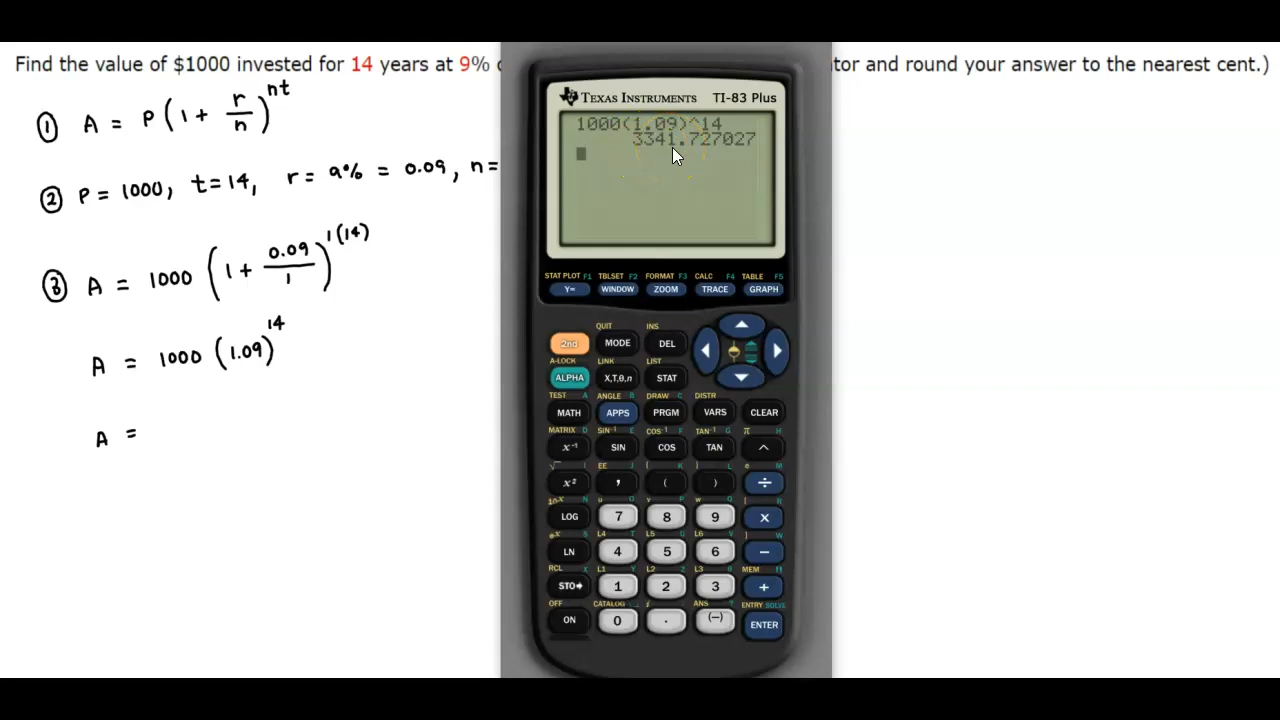 Find the value of $1000 invested for 14 years at 9%
tor and round your answer to the nearest cent.)
① A = P(1 + r/n)^nt
② P = 1000, t = 14, r = 9% = 0.09, n =
③ A = 1000 (1 + 0.09/1)^1(14)
A = 1000 (1.09)^14
A =
TEXAS INSTRUMENTS TI-83 Plus
1000(1.09)^14
3341.727027
STAT PLOT F1 TBLSET F2 FORMAT F3 CALC F4 TABLE F5
Y= WINDOW ZOOM TRACE GRAPH
QUIT INS
2nd MODE DEL
A-LOCK LINK LIST
ALPHA X,T,θ,n STAT
TEST A ANGLE B DRAW C DISTR
MATH APPS PRGM VARS CLEAR
MATRIX D SIN⁻¹ E COS⁻¹ F TAN⁻¹ G π H
x⁻¹ SIN COS TAN ^
√ I EE J { K } L e M
x² , ( ) ÷
10ˣ N u O v P w Q [ R
LOG 7 8 9 ×
eˣ S L4 T L5 U L6 V ] W
LN 4 5 6 −
RCL X L1 Y L2 Z L3 θ MEM "
STO➔ 1 2 3 +
OFF CATALOG i ANS ? ENTRY SOLVE
ON 0 . (−) ENTER